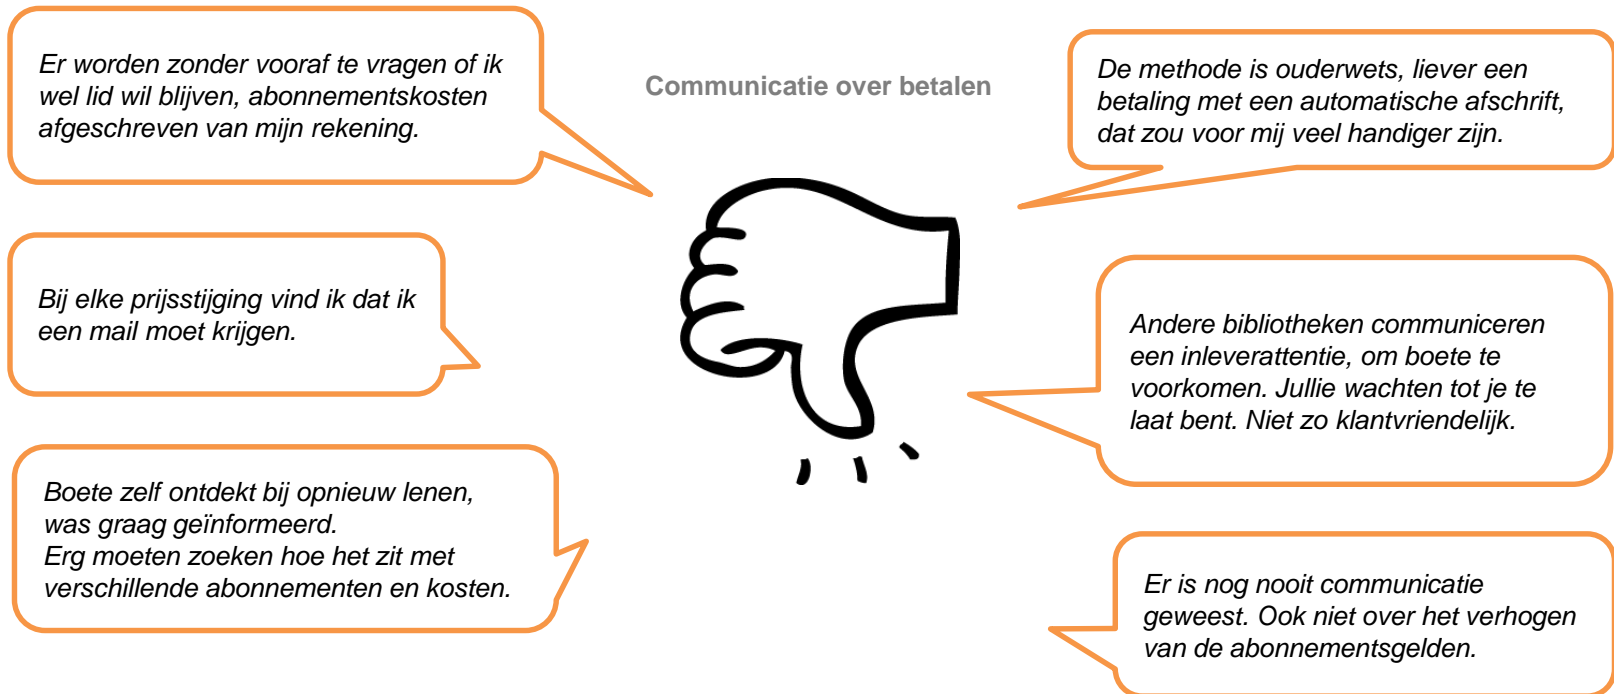 Communicatie over betalen
Er worden zonder vooraf te vragen of ik
wel lid wil blijven, abonnementskosten
afgeschreven van mijn rekening.
Bij elke prijsstijging vind ik dat ik
een mail moet krijgen.
Boete zelf ontdekt bij opnieuw lenen,
was graag geïnformeerd.
Erg moeten zoeken hoe het zit met
verschillende abonnementen en kosten.
De methode is ouderwets, liever een
betaling met een automatische afschrift,
dat zou voor mij veel handiger zijn.
Andere bibliotheken communiceren
een inleverattentie, om boete te
voorkomen. Jullie wachten tot je te
laat bent. Niet zo klantvriendelijk.
Er is nog nooit communicatie
geweest. Ook niet over het verhogen
van de abonnementsgelden.